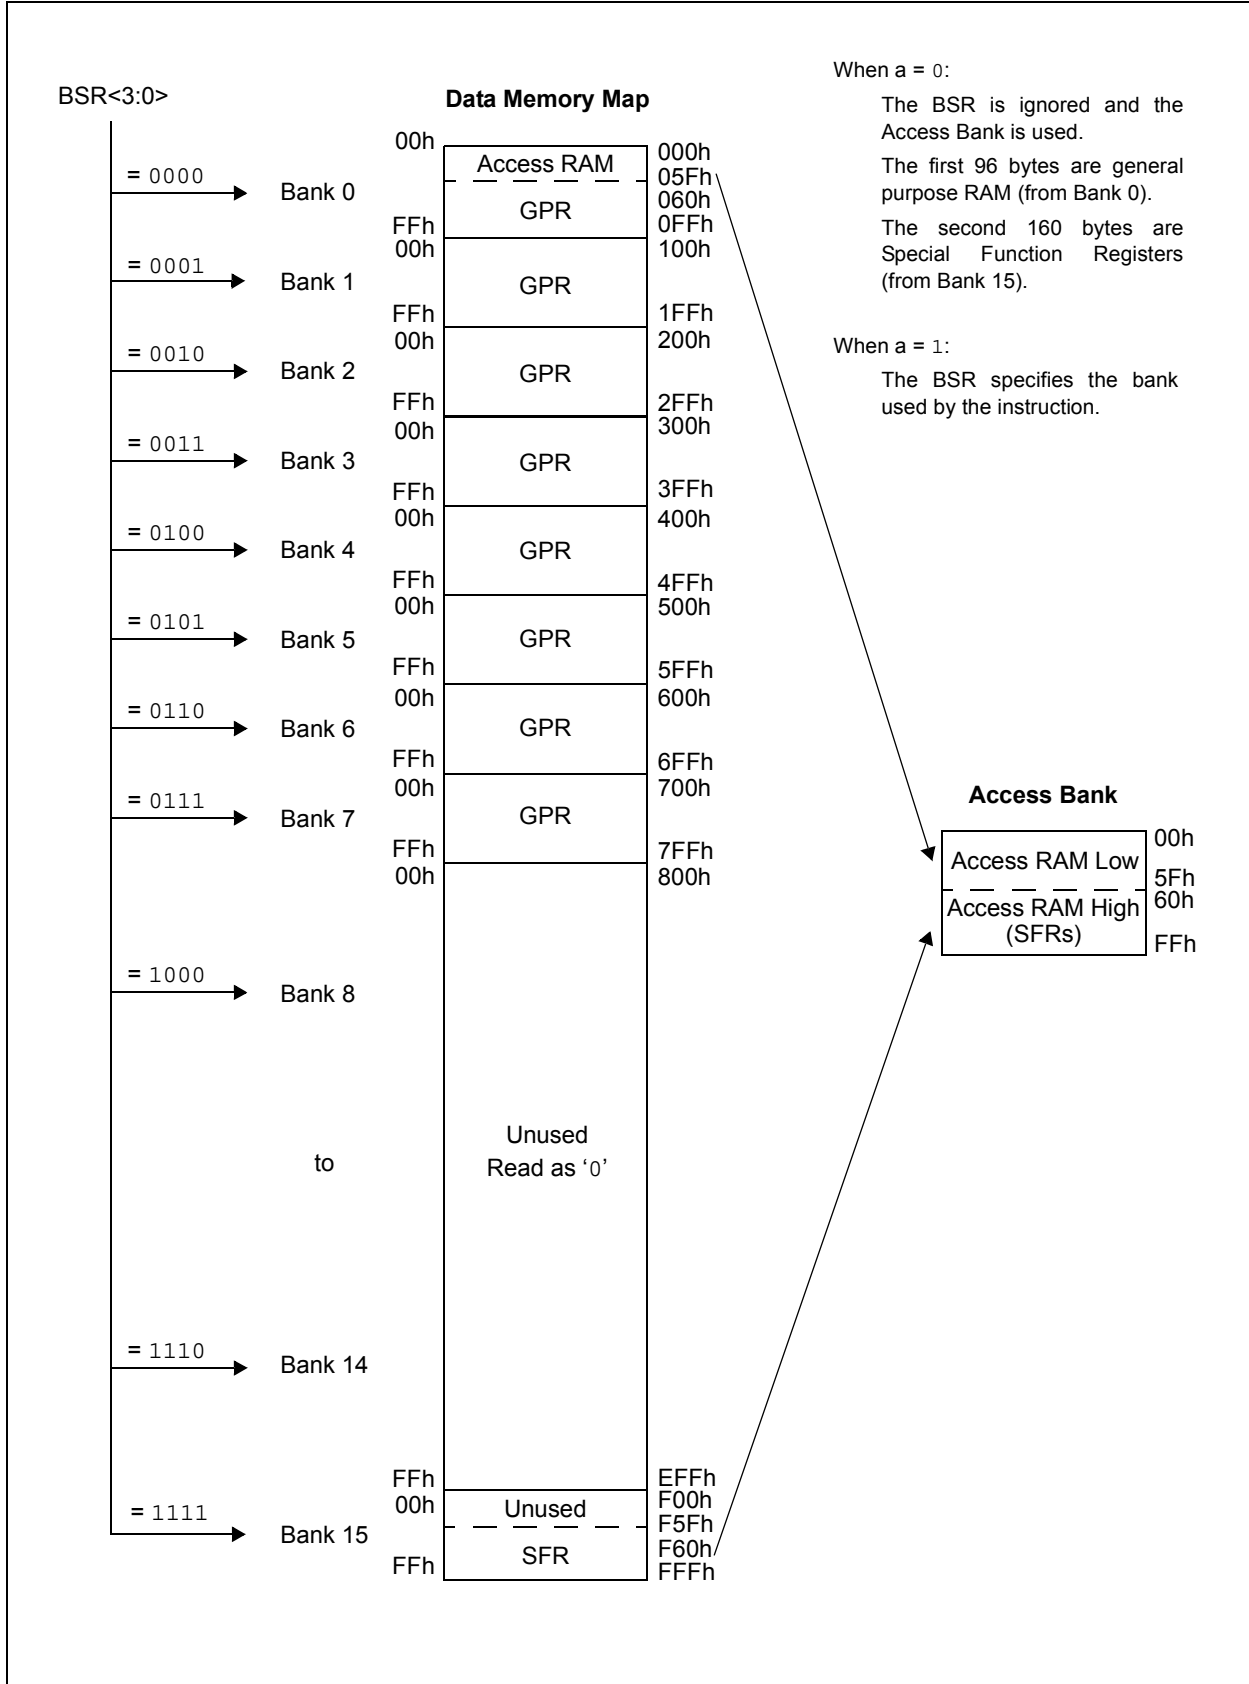 BSR<3:0>
Data Memory Map
When a = 0:
The BSR is ignored and the
Access Bank is used.
The first 96 bytes are general
purpose RAM (from Bank 0).
The second 160 bytes are
Special Function Registers
(from Bank 15).
When a = 1:
The BSR specifies the bank
used by the instruction.
= 0000
Bank 0
00h
FFh
Access RAM
GPR
000h
05Fh
060h
0FFh
= 0001
Bank 1
00h
FFh
GPR
100h
1FFh
= 0010
Bank 2
00h
FFh
GPR
200h
2FFh
= 0011
Bank 3
00h
FFh
GPR
300h
3FFh
= 0100
Bank 4
00h
FFh
GPR
400h
4FFh
= 0101
Bank 5
00h
FFh
GPR
500h
5FFh
= 0110
Bank 6
00h
FFh
GPR
600h
6FFh
= 0111
Bank 7
00h
FFh
GPR
700h
7FFh
= 1000
Bank 8
to
= 1110
Bank 14
00h
FFh
Unused
Read as ‘0’
800h
EFFh
= 1111
Bank 15
00h
FFh
Unused
SFR
F00h
F5Fh
F60h
FFFh
Access Bank
Access RAM Low
Access RAM High
(SFRs)
00h
5Fh
60h
FFh